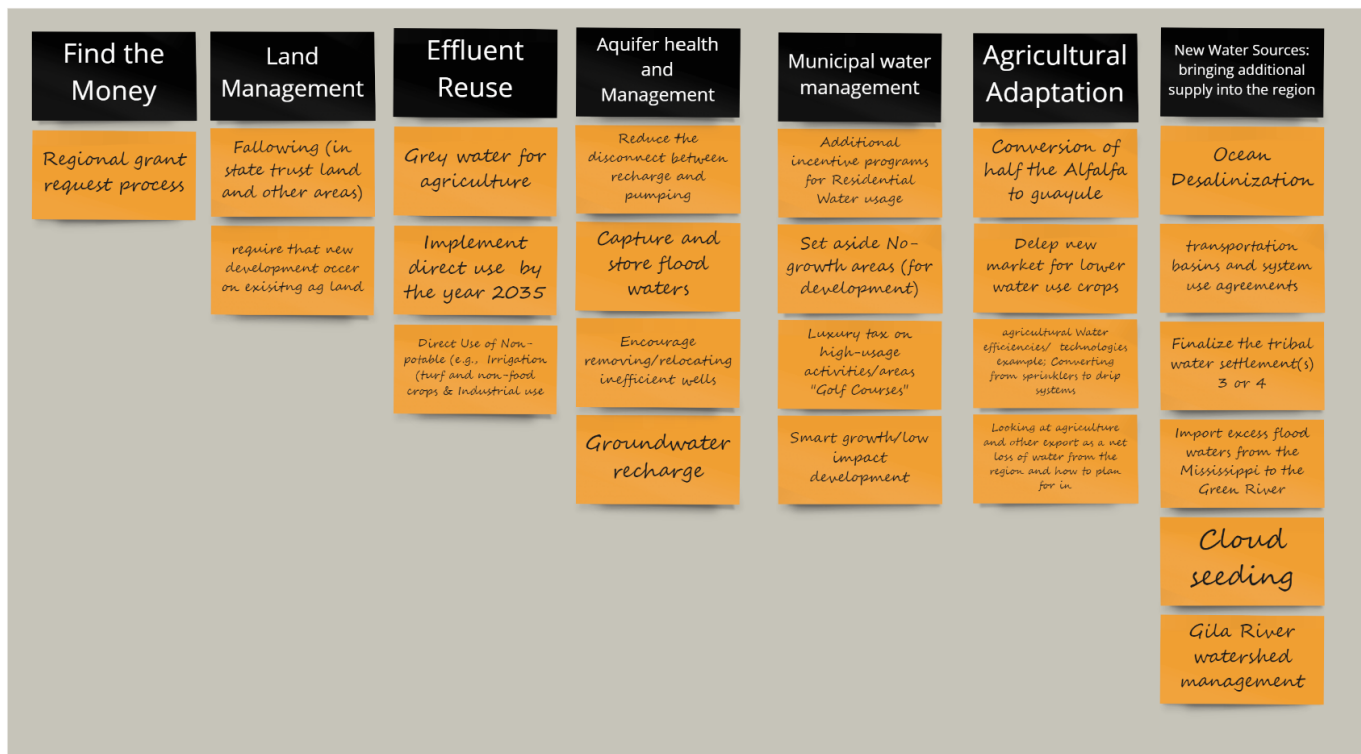 Find the
Money
Regional grant
request process
Land
Management
Fallowing (in
state trust land
and other areas)
require that new
development occer
on exisitng ag land
Effluent
Reuse
Grey water for
agriculture
Implement
direct use by
the year 2035
Direct Use of Non-
potable (e.g., Irrigation
(turf and non-food
crops & Industrial use
Aquifer health
and
Management
Reduce the
disconnect between
recharge and
pumping
Capture and
store flood
waters
Encourage
removing/relocating
inefficient wells
Groundwater
recharge
Municipal water
management
Additional
incentive programs
for Residential
Water usage
Set aside No-
growth areas (for
development)
Luxury tax on
high-usage
activities/areas
"Golf Courses"
Smart growth/low
impact
development
Agricultural
Adaptation
Conversion of
half the Alfalfa
to guayule
Delep new
market for lower
water use crops
agricultural Water
efficiencies/ technologies
example; Converting
from sprinklers to drip
systems
Looking at agriculture
and other export as a net
loss of water from the
region and how to plan
for in
New Water Sources:
bringing additional
supply into the region
Ocean
Desalinization
transportation
basins and system
use agreements
Finalize the tribal
water settlement(s)
3 or 4
Import excess flood
waters from the
Mississippi to the
Green River
Cloud
seeding
Gila River
watershed
management